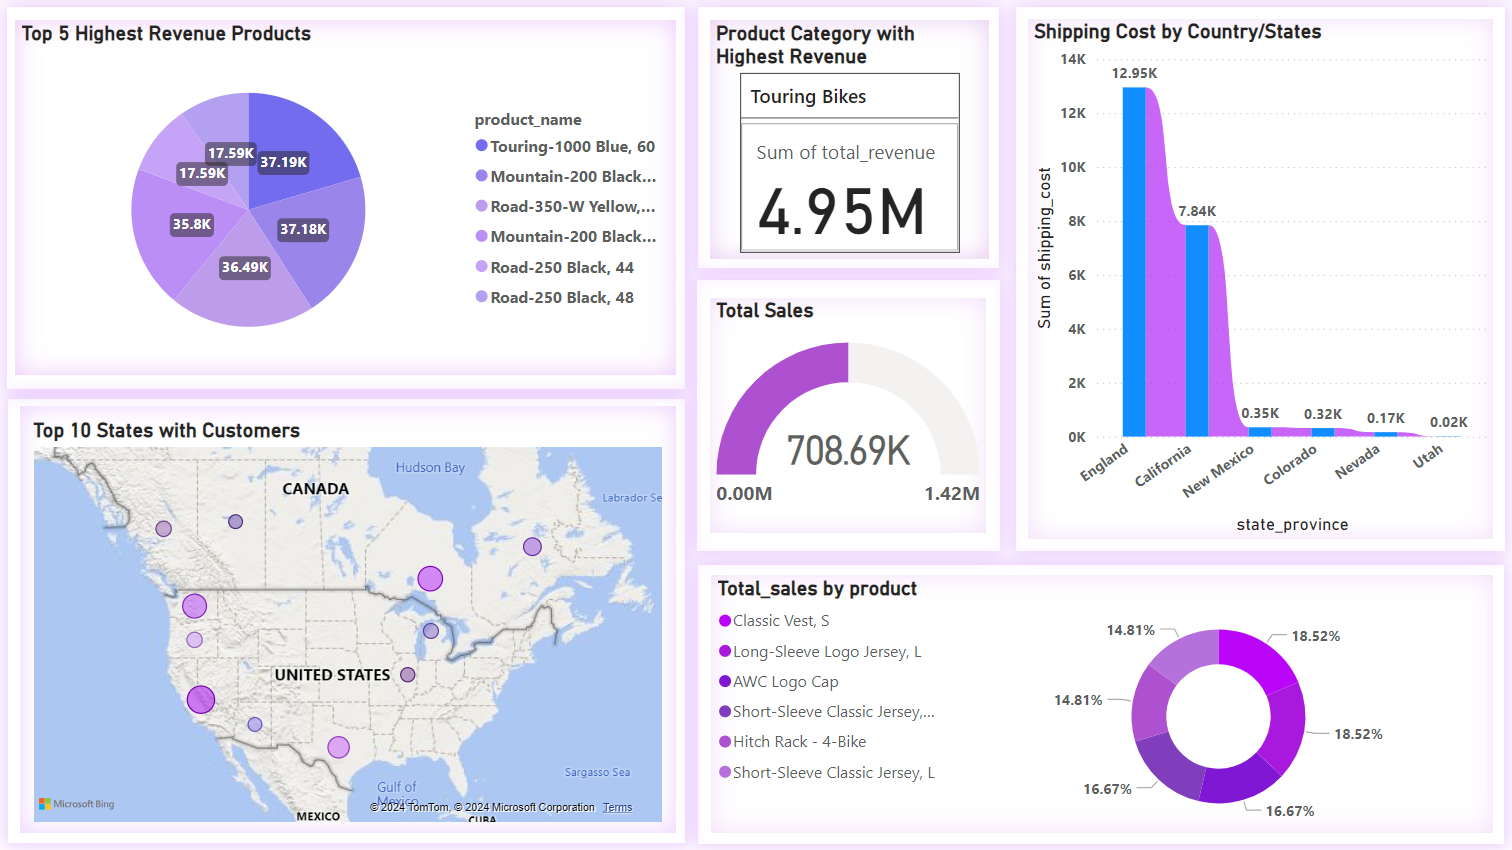 Top 5 Highest Revenue Products
37.19K
37.18K
36.49K
35.8K
17.59K
17.59K
product_name
Touring-1000 Blue, 60
Mountain-200 Black...
Road-350-W Yellow,...
Mountain-200 Black...
Road-250 Black, 44
Road-250 Black, 48
Product Category with
Highest Revenue
Touring Bikes
Sum of total_revenue
4.95M
Total Sales
708.69K
0.00M
1.42M
Shipping Cost by Country/States
Sum of shipping_cost
14K
12K
10K
8K
6K
4K
2K
0K
12.95K
7.84K
0.35K
0.32K
0.17K
0.02K
England
California
New Mexico
Colorado
Nevada
Utah
state_province
Top 10 States with Customers
Hudson Bay
CANADA
Labrador Se
UNITED STATES
Sargasso Sea
Gulf of
Mexico
MEXICO
CUBA
Microsoft Bing
© 2024 TomTom, © 2024 Microsoft Corporation Terms
Total_sales by product
Classic Vest, S
Long-Sleeve Logo Jersey, L
AWC Logo Cap
Short-Sleeve Classic Jersey,...
Hitch Rack - 4-Bike
Short-Sleeve Classic Jersey, L
18.52%
18.52%
16.67%
16.67%
14.81%
14.81%